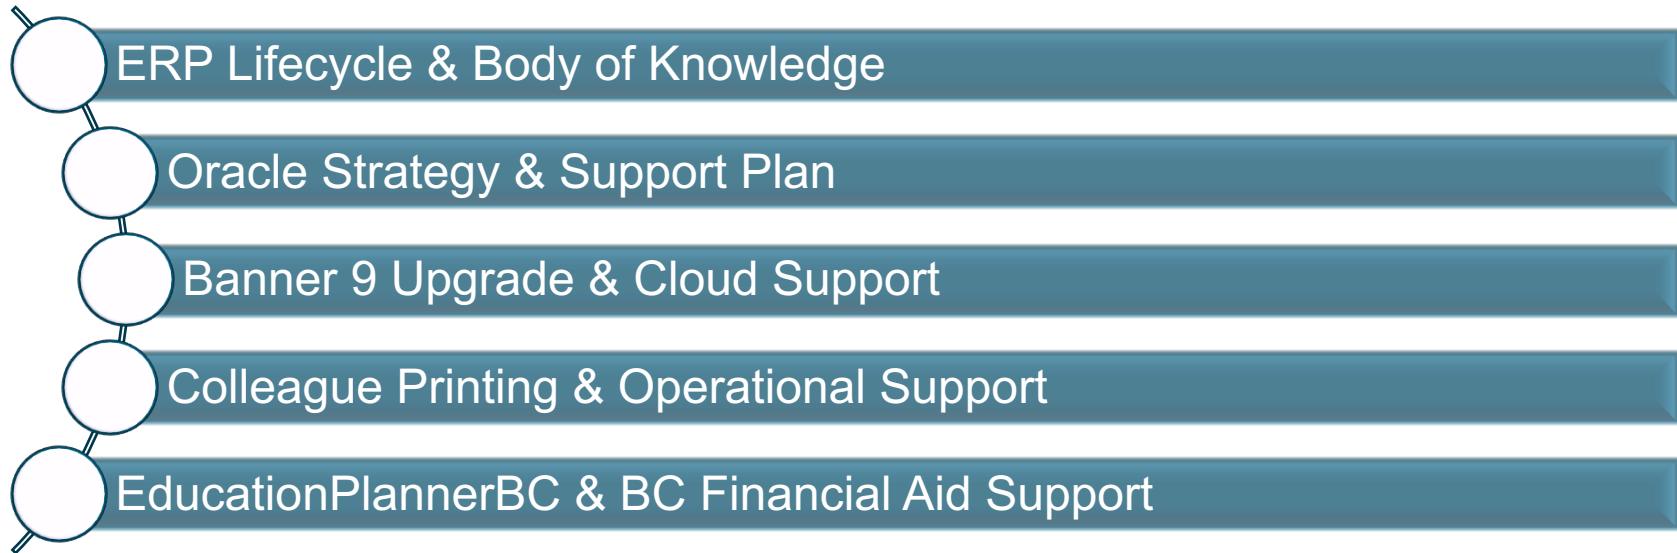 ERP Lifecycle & Body of Knowledge
Oracle Strategy & Support Plan
Banner 9 Upgrade & Cloud Support
Colleague Printing & Operational Support
EducationPlannerBC & BC Financial Aid Support